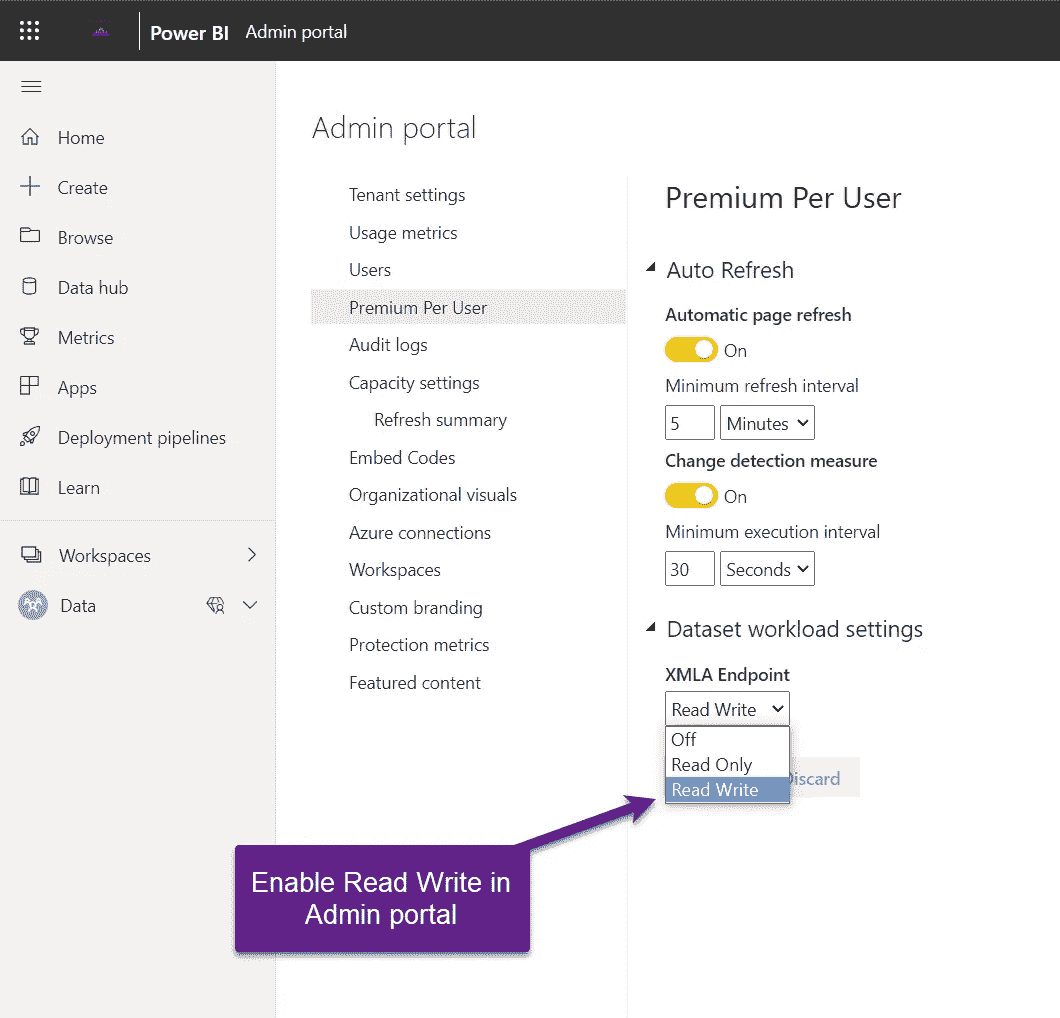 Power BI Admin portal
Home
Create
Browse
Data hub
Metrics
Apps
Deployment pipelines
Learn
Workspaces
Data
Admin portal
Tenant settings
Usage metrics
Users
Premium Per User
Audit logs
Capacity settings
Refresh summary
Embed Codes
Organizational visuals
Azure connections
Workspaces
Custom branding
Protection metrics
Featured content
Premium Per User
Auto Refresh
Automatic page refresh
On
Minimum refresh interval
5 Minutes
Change detection measure
On
Minimum execution interval
30 Seconds
Dataset workload settings
XMLA Endpoint
Read Write
Off
Read Only
Read Write
Discard
Enable Read Write in
Admin portal